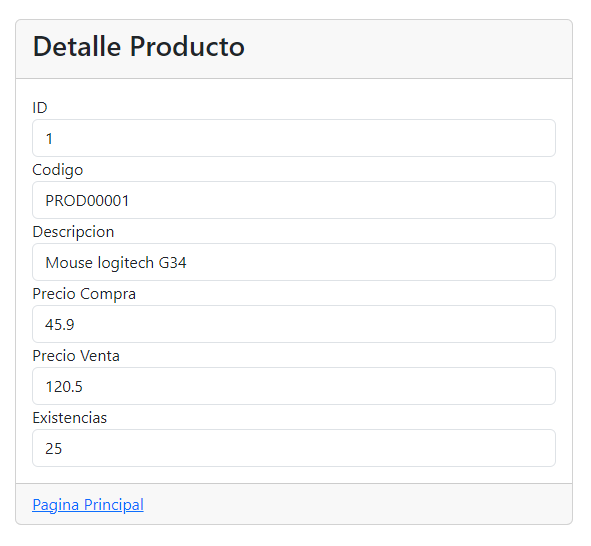 Detalle Producto
ID
1
Codigo
PROD00001
Descripcion
Mouse logitech G34
Precio Compra
45.9
Precio Venta
120.5
Existencias
25
Pagina Principal